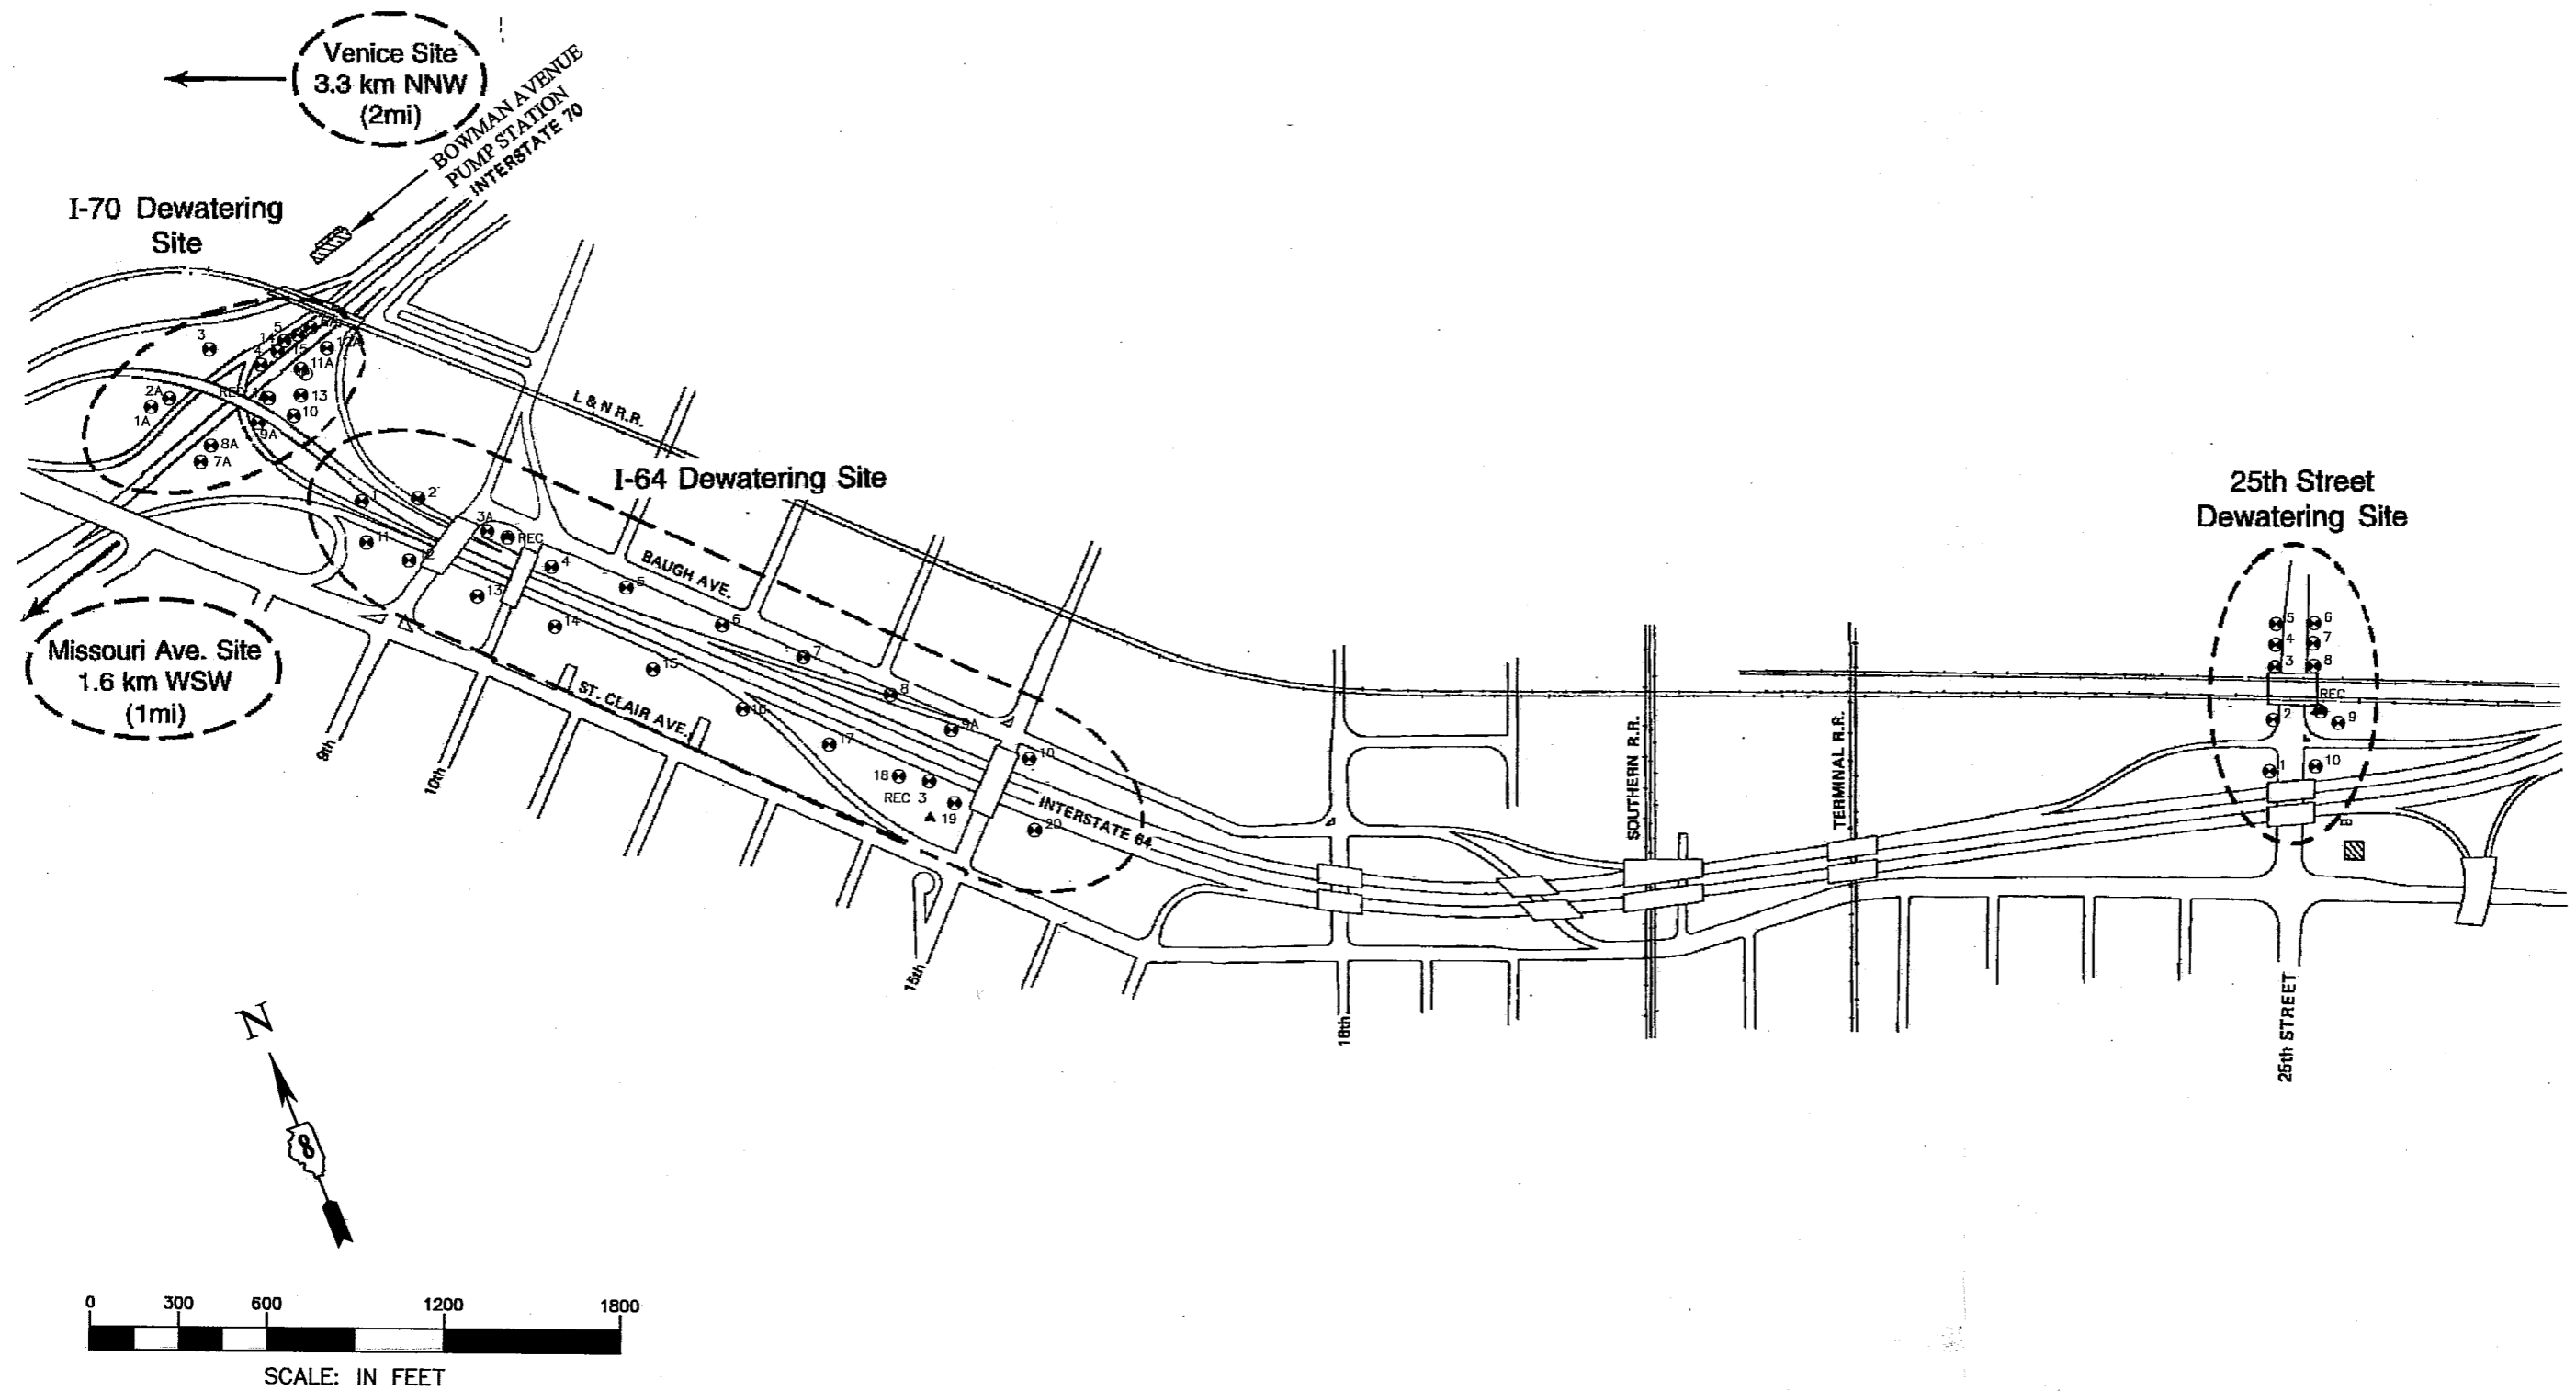 Venice Site
3.3 km NNW
(2mi)
BOWMAN AVENUE
PUMP STATION
INTERSTATE 70
I-70 Dewatering
Site
3
5
14
4
15
12A
11A
2A
1A
REC
13
10
9A
8A
7A
L & N R.R.
I-64 Dewatering Site
1
2
3A
REC
11
12
4
13
5
BAUGH AVE.
14
6
15
7
ST. CLAIR AVE.
16
8
17
9A
18
10
REC 3
19
INTERSTATE 64
20
Missouri Ave. Site
1.6 km WSW
(1mi)
9th
10th
15th
18th
SOUTHERN R.R.
TERMINAL R.R.
25th Street
Dewatering Site
5
6
4
7
3
8
REC
2
9
1
10
25th STREET
N
8
0
300
600
1200
1800
SCALE: IN FEET